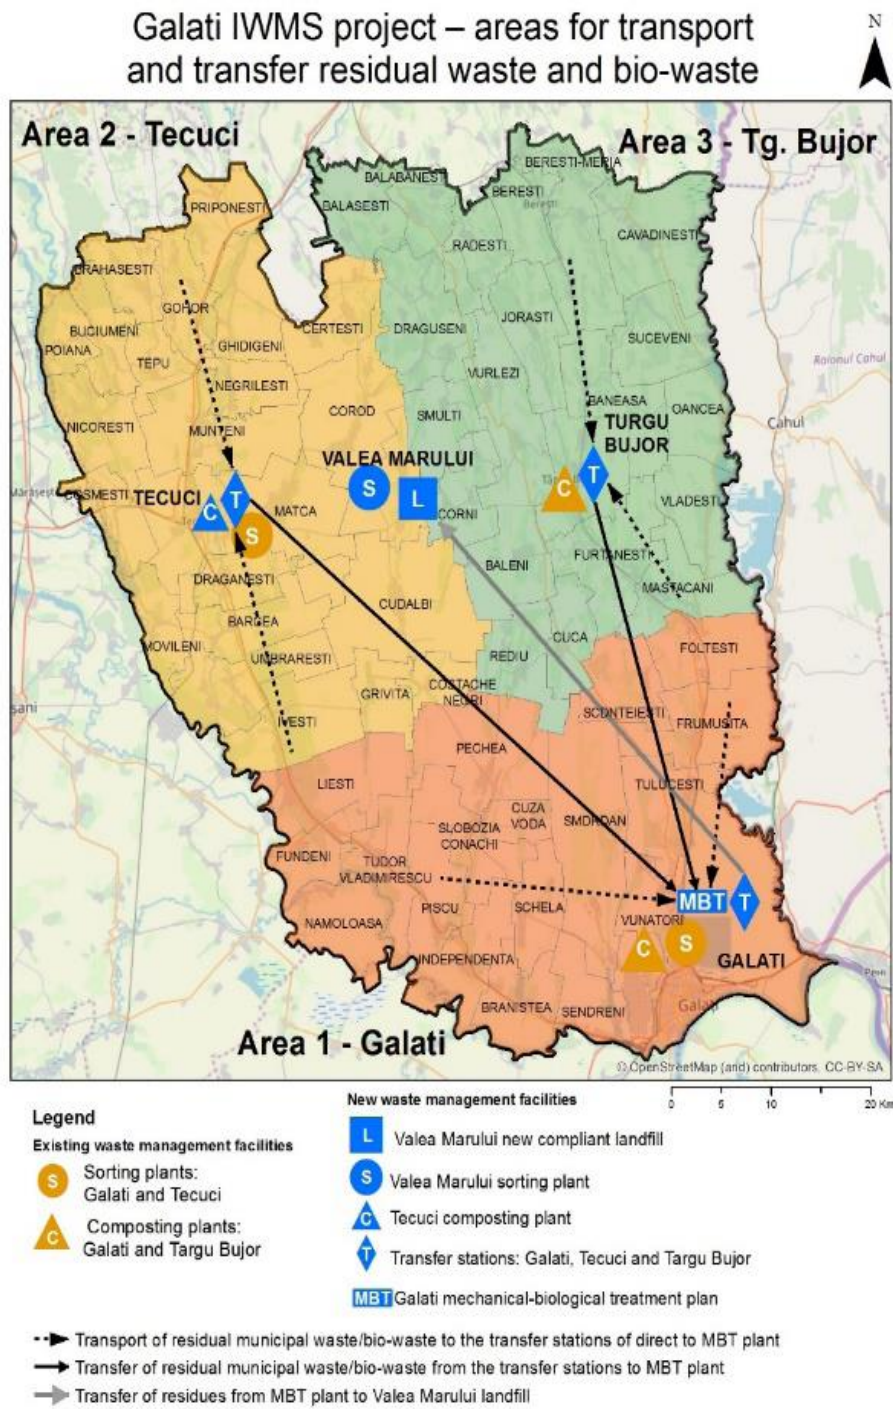 Galati IWMS project – areas for transport
and transfer residual waste and bio-waste
N
Area 2 - Tecuci
Area 3 - Tg. Bujor
BERESTI-MERIA
BALABANESTI
BERESTI
Beresti
PRIPONESTI
BALASESTI
CAVADINESTI
RADESTI
BRAHASESTI
GOHOR
JORASTI
BUCIUMENI
CERTESTI
DRAGUSENI
SUCEVENI
POIANA
GHIDIGENI
TEPU
Raionul Cahul
VURLEZI
NEGRILESTI
BANEASA
OANCEA
COROD
SMULTI
Cahul
NICORESTI
MUNTENI
TURGU
BUJOR
VALEA MARULUI
COSMESTI
TECUCI
T
C
S
S
L
C
T
MATCA
CORNI
VLADESTI
FURTANESTI
BALENI
DRAGANESTI
MASTACANI
CUDALBI
BARCEA
CUCA
MOVILENI
UMBRARESTI
REDIU
FOLTESTI
COSTACHE
NEGRI
GRIVITA
SCONTEIESTI
IVESTI
FRUMUSITA
PECHEA
LIESTI
TULUCESTI
CUZA
VODA
SLOBOZIA
CONACHI
SMORDAN
FUNDENI
TUDOR
VLADIMIRESCU
MBT
T
PISCU
SCHELA
VUNATORI
NAMOLOASA
C
S
INDEPENDENTA
GALATI
BRANISTEA
SENDRENI
Galati
Area 1 - Galati
© OpenStreetMap (and) contributors, CC-BY-SA
0 5 10 20 Km
Legend
Existing waste management facilities
S Sorting plants:
Galati and Tecuci
C Composting plants:
Galati and Targu Bujor
New waste management facilities
L Valea Marului new compliant landfill
S Valea Marului sorting plant
C Tecuci composting plant
T Transfer stations: Galati, Tecuci and Targu Bujor
MBT Galati mechanical-biological treatment plan
Transport of residual municipal waste/bio-waste to the transfer stations of direct to MBT plant
Transfer of residual municipal waste/bio-waste from the transfer stations to MBT plant
Transfer of residues from MBT plant to Valea Marului landfill